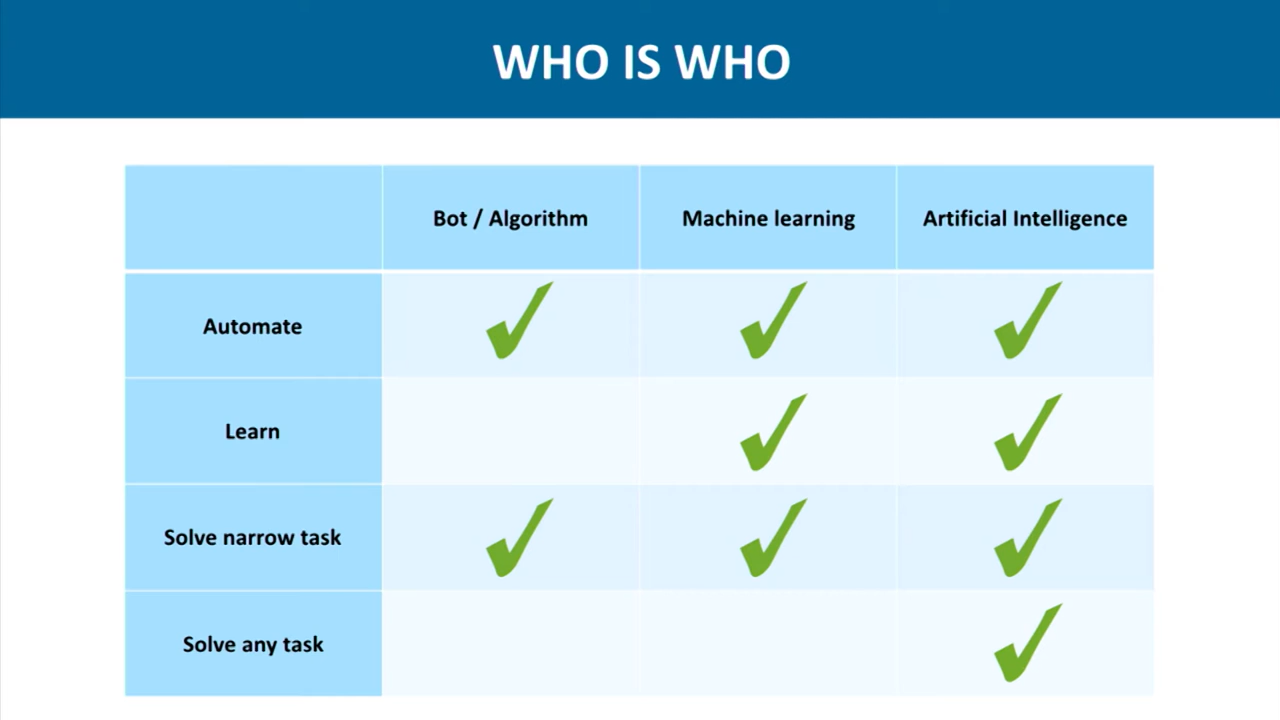 WHO IS WHO
Bot / Algorithm
Machine learning
Artificial Intelligence
Automate
Learn
Solve narrow task
Solve any task